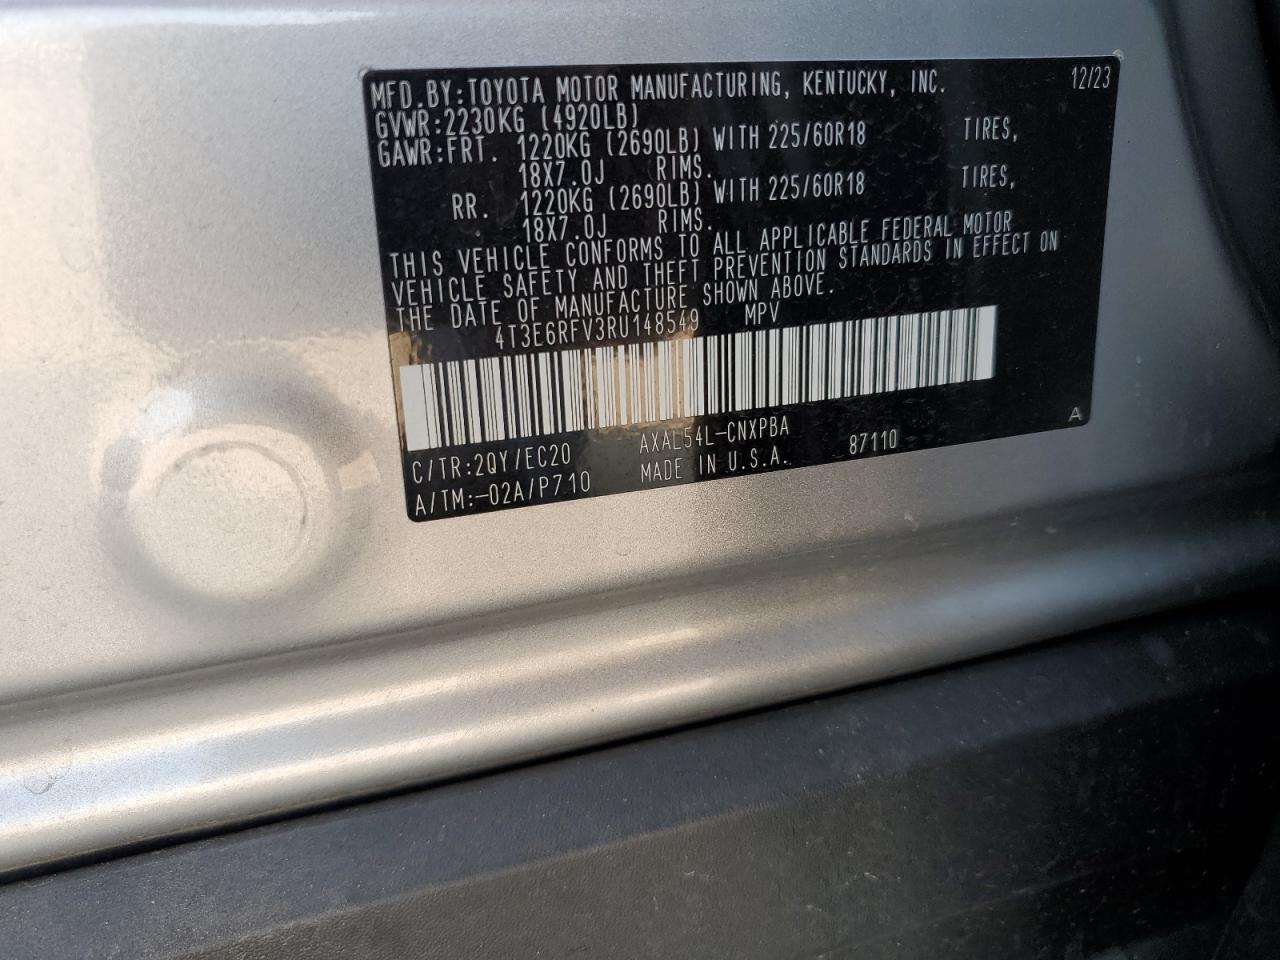 MFD.BY:TOYOTA MOTOR MANUFACTURING, KENTUCKY, INC. 12/23
GVWR:2230KG (4920LB)
GAWR:FRT. 1220KG (2690LB) WITH 225/60R18 TIRES,
18X7.0J RIMS.
RR. 1220KG (2690LB) WITH 225/60R18 TIRES,
18X7.0J RIMS.
THIS VEHICLE CONFORMS TO ALL APPLICABLE FEDERAL MOTOR
VEHICLE SAFETY AND THEFT PREVENTION STANDARDS IN EFFECT ON
THE DATE OF MANUFACTURE SHOWN ABOVE.
4T3E6RFV3RU148549 MPV
A
C/TR:2QY/EC20 AXAL54L-CNXPBA 87110
A/TM:-02A/P710 MADE IN U.S.A.